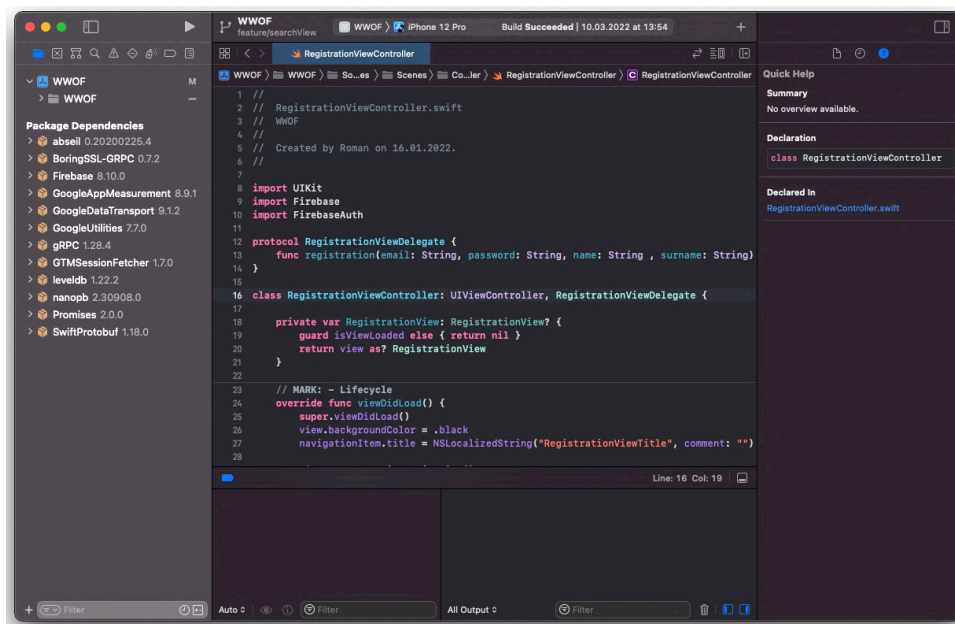 WWOF
feature/searchView
WWOF 〉 iPhone 12 Pro
Build Succeeded | 10.03.2022 at 13:54
RegistrationViewController
WWOF 〉 WWOF 〉 So...es 〉 Scenes 〉 Co...ler 〉 RegistrationViewController 〉 C RegistrationViewController
WWOF M
WWOF
Package Dependencies
abseil 0.20200225.4
BoringSSL-GRPC 0.7.2
Firebase 8.10.0
GoogleAppMeasurement 8.9.1
GoogleDataTransport 9.1.2
GoogleUtilities 7.7.0
gRPC 1.28.4
GTMSessionFetcher 1.7.0
leveldb 1.22.2
nanopb 2.30908.0
Promises 2.0.0
SwiftProtobuf 1.18.0
Filter
1 //
2 //  RegistrationViewController.swift
3 //  WWOF
4 //
5 //  Created by Roman on 16.01.2022.
6 //
7
8 import UIKit
9 import Firebase
10 import FirebaseAuth
11
12 protocol RegistrationViewDelegate {
13     func registration(email: String, password: String, name: String , surname: String)
14 }
15
16 class RegistrationViewController: UIViewController, RegistrationViewDelegate {
17
18     private var RegistrationView: RegistrationView? {
19         guard isViewLoaded else { return nil }
20         return view as? RegistrationView
21     }
22
23     // MARK: - Lifecycle
24     override func viewDidLoad() {
25         super.viewDidLoad()
26         view.backgroundColor = .black
27         navigationItem.title = NSLocalizedString("RegistrationViewTitle", comment: "")
28
Line: 16 Col: 19
Auto
Filter
All Output
Filter
Quick Help
Summary
No overview available.
Declaration
class RegistrationViewController
Declared In
RegistrationViewController.swift